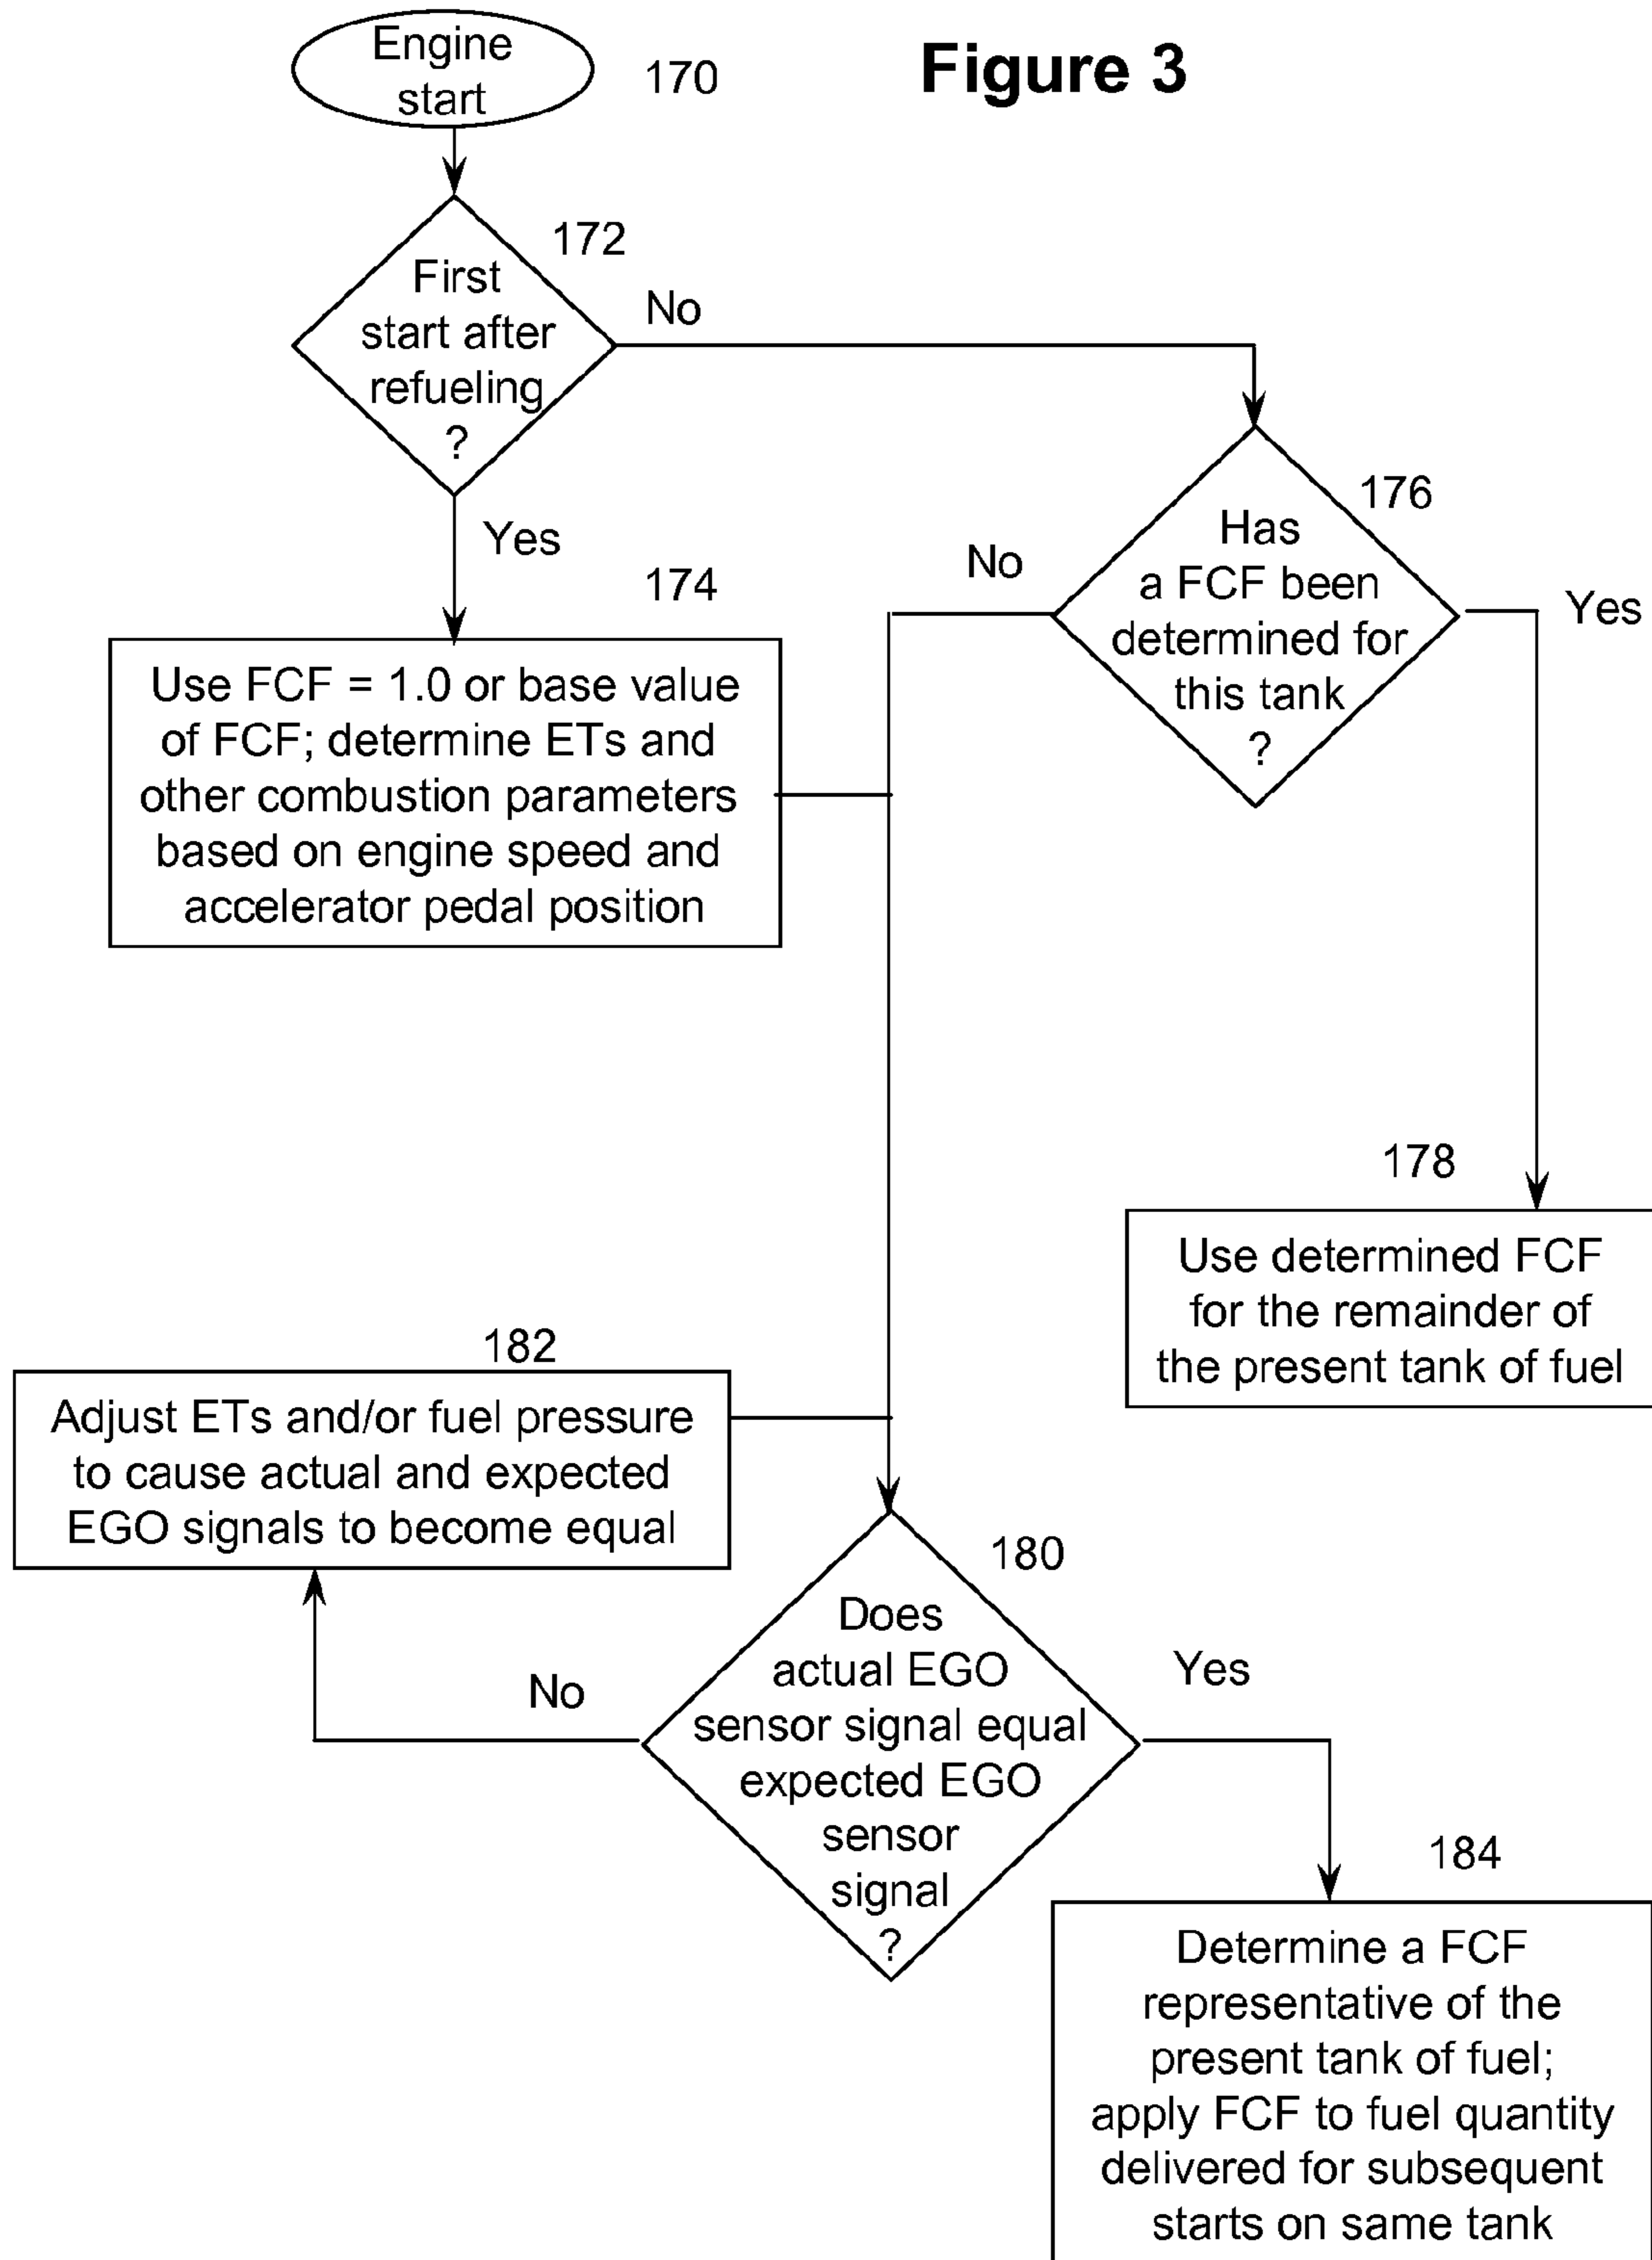 Engine
start
170
Figure 3
172
First
start after
refueling
?
No
Yes
174
Use FCF = 1.0 or base value
of FCF; determine ETs and
other combustion parameters
based on engine speed and
accelerator pedal position
176
Has
a FCF been
determined for
this tank
?
No
Yes
178
Use determined FCF
for the remainder of
the present tank of fuel
182
Adjust ETs and/or fuel pressure
to cause actual and expected
EGO signals to become equal
180
Does
actual EGO
sensor signal equal
expected EGO
sensor
signal
?
No
Yes
184
Determine a FCF
representative of the
present tank of fuel;
apply FCF to fuel quantity
delivered for subsequent
starts on same tank